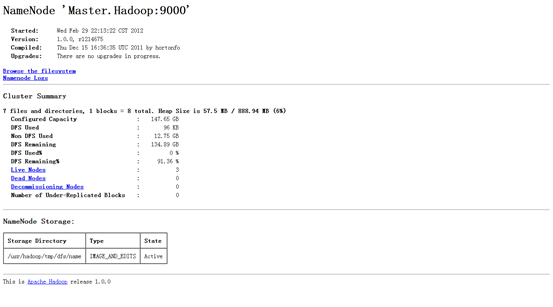 NameNode 'Master.Hadoop:9000'
Started: Wed Feb 29 22:13:22 CST 2012
Version: 1.0.0, r1214675
Compiled: Thu Dec 15 16:36:35 UTC 2011 by hortonfo
Upgrades: There are no upgrades in progress.
Browse the filesystem
Namenode Logs
Cluster Summary
7 files and directories, 1 blocks = 8 total. Heap Size is 57.5 MB / 888.94 MB (6%)
Configured Capacity : 147.65 GB
DFS Used : 96 KB
Non DFS Used : 12.75 GB
DFS Remaining : 134.89 GB
DFS Used% : 0 %
DFS Remaining% : 91.36 %
Live Nodes : 3
Dead Nodes : 0
Decommissioning Nodes : 0
Number of Under-Replicated Blocks : 0
NameNode Storage:
Storage Directory Type State
/usr/hadoop/tmp/dfs/name IMAGE_AND_EDITS Active
This is Apache Hadoop release 1.0.0